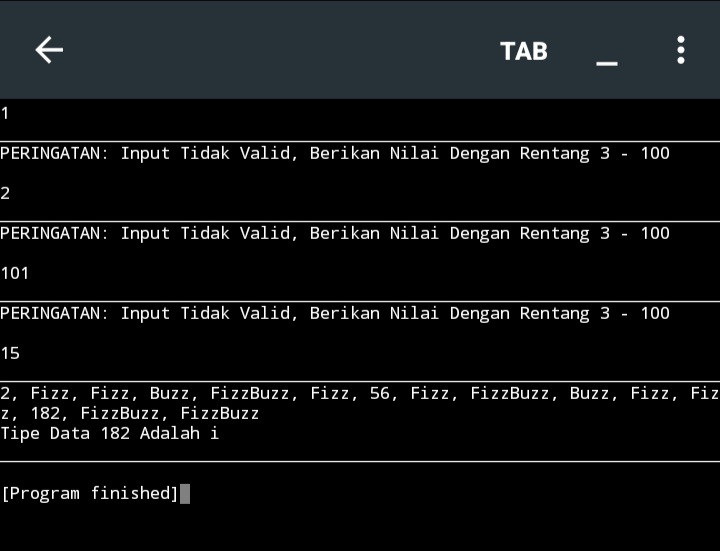 TAB
1
PERINGATAN: Input Tidak Valid, Berikan Nilai Dengan Rentang 3 - 100
2
PERINGATAN: Input Tidak Valid, Berikan Nilai Dengan Rentang 3 - 100
101
PERINGATAN: Input Tidak Valid, Berikan Nilai Dengan Rentang 3 - 100
15
2, Fizz, Fizz, Buzz, FizzBuzz, Fizz, 56, Fizz, FizzBuzz, Buzz, Fizz, Fiz
z, 182, FizzBuzz, FizzBuzz
Tipe Data 182 Adalah i
[Program finished]